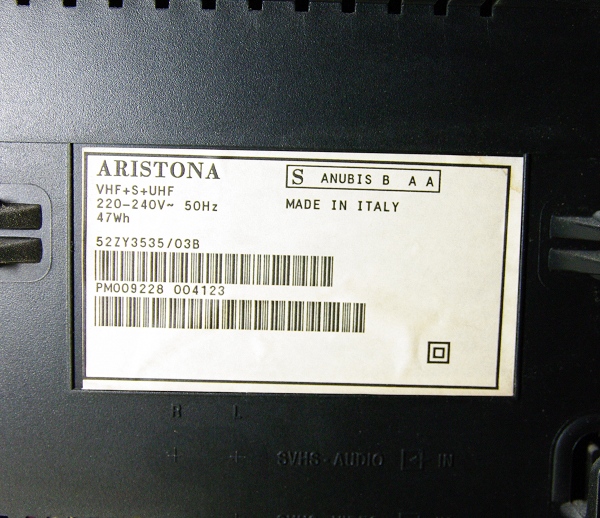 ARISTONA
VHF+S+UHF
220-240V~ 50Hz
47Wh
S ANUBIS B A A
MADE IN ITALY
52ZY3535/03B
PM009228 004123
R L
SVHS-AUDIO IN